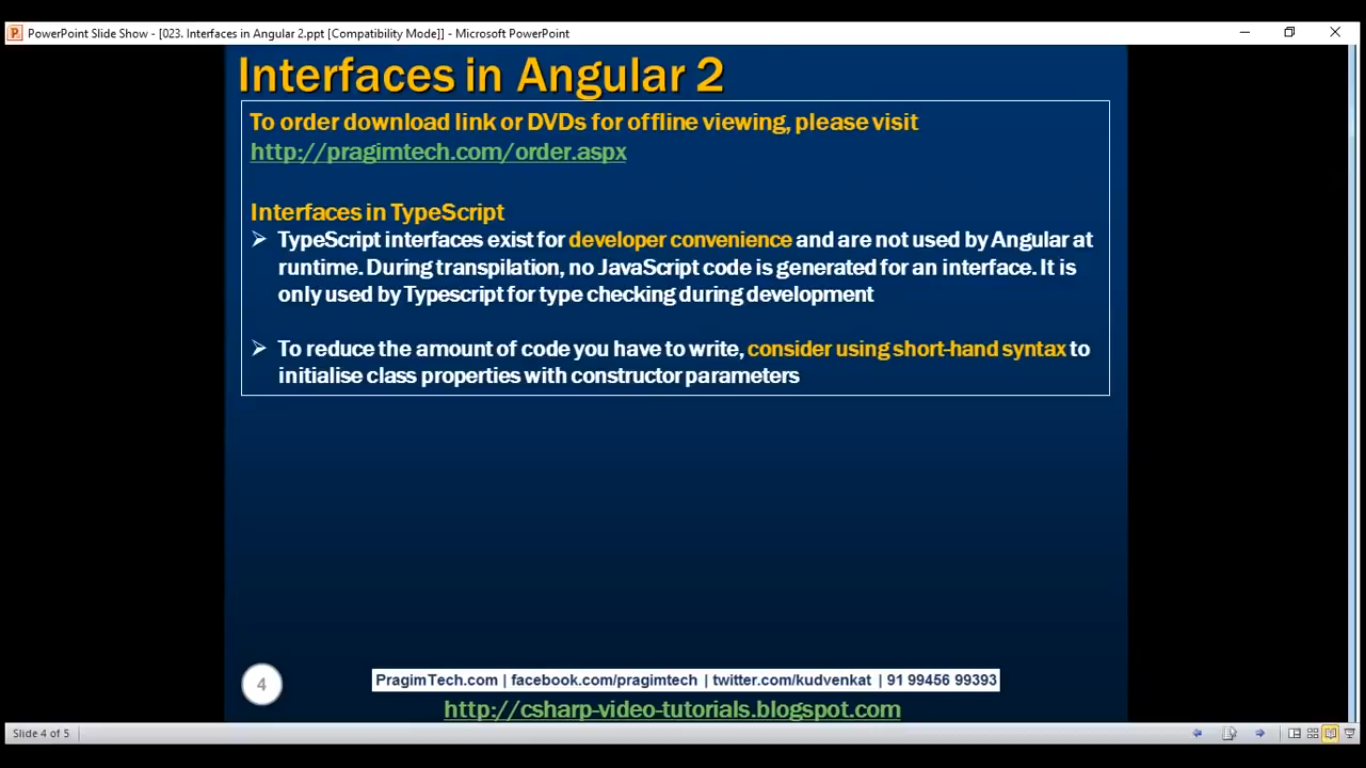 PowerPoint Slide Show - [023. Interfaces in Angular 2.ppt [Compatibility Mode]] - Microsoft PowerPoint
Interfaces in Angular 2
To order download link or DVDs for offline viewing, please visit
http://pragimtech.com/order.aspx
Interfaces in TypeScript
➢ TypeScript interfaces exist for developer convenience and are not used by Angular at
runtime. During transpilation, no JavaScript code is generated for an interface. It is
only used by Typescript for type checking during development
➢ To reduce the amount of code you have to write, consider using short-hand syntax to
initialise class properties with constructor parameters
4
PragimTech.com | facebook.com/pragimtech | twitter.com/kudvenkat | 91 99456 99393
http://csharp-video-tutorials.blogspot.com
Slide 4 of 5